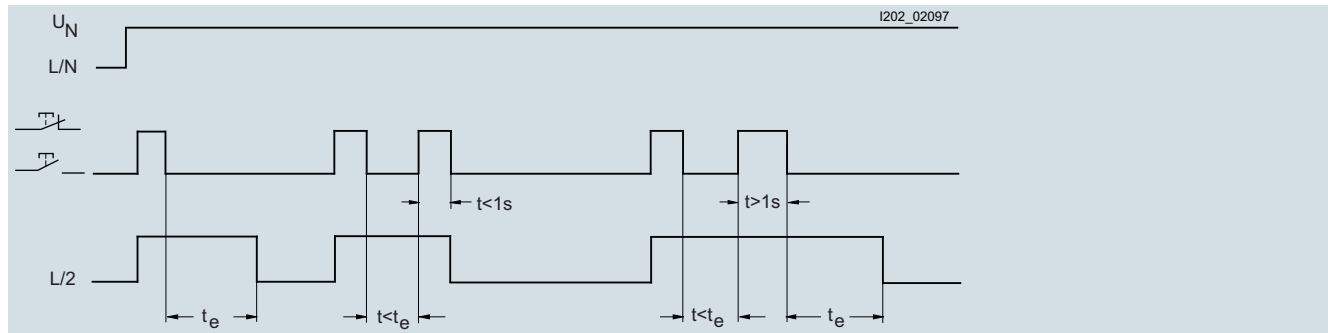 U_N
I202_02097
L/N
t<1s
t>1s
L/2
t_e
t<t_e
t<t_e
t_e